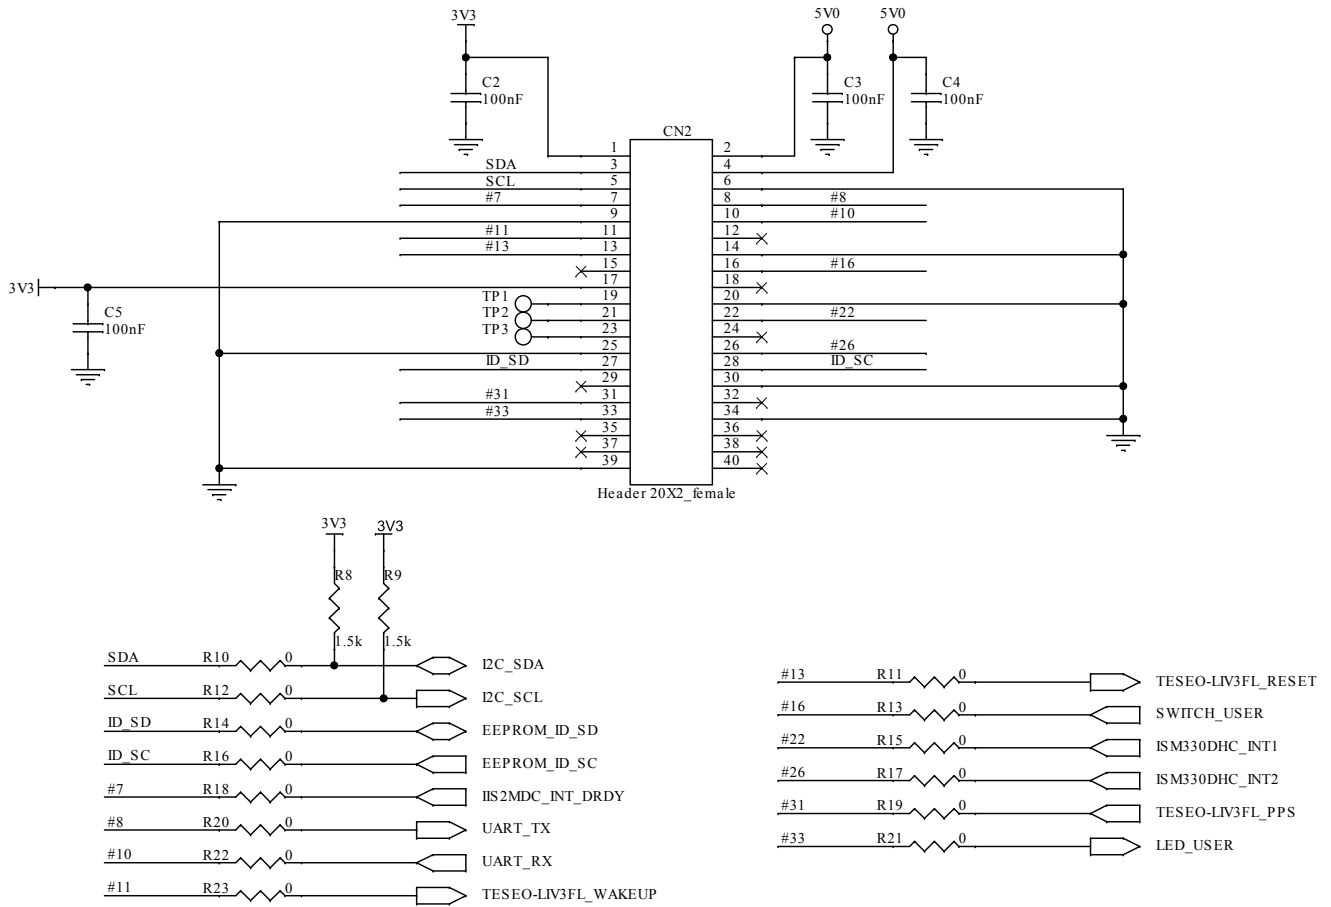 3V3
5V0 5V0
C2
100nF
C3
100nF
C4
100nF
CN2
1 2
SDA 3 4
SCL 5 6
#7 7 8 #8
9 10 #10
#11 11 12
#13 13 14
15 16 #16
3V3 17 18
C5
100nF
TP1 19 20
TP2 21 22 #22
TP3 23 24
25 26 #26
ID_SD 27 28 ID_SC
29 30
#31 31 32
#33 33 34
35 36
37 38
39 40
Header 20X2_female
3V3 3V3
R8 R9
1.5k 1.5k
SDA R10 0 I2C_SDA
SCL R12 0 I2C_SCL
ID_SD R14 0 EEPROM_ID_SD
ID_SC R16 0 EEPROM_ID_SC
#7 R18 0 IIS2MDC_INT_DRDY
#8 R20 0 UART_TX
#10 R22 0 UART_RX
#11 R23 0 TESEO-LIV3FL_WAKEUP
#13 R11 0 TESEO-LIV3FL_RESET
#16 R13 0 SWITCH_USER
#22 R15 0 ISM330DHC_INT1
#26 R17 0 ISM330DHC_INT2
#31 R19 0 TESEO-LIV3FL_PPS
#33 R21 0 LED_USER